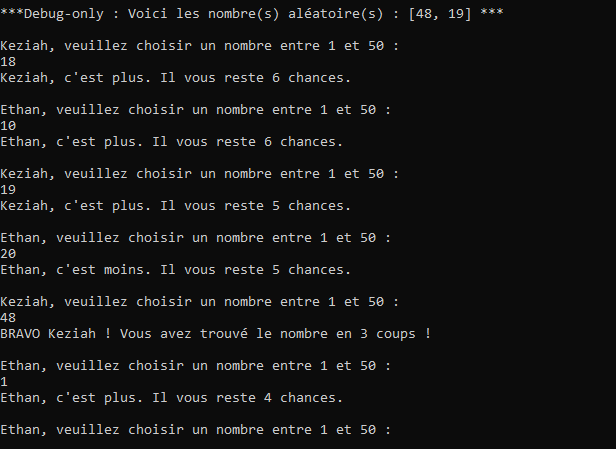 ***Debug-only : Voici les nombre(s) aléatoire(s) : [48, 19] ***
Keziah, veuillez choisir un nombre entre 1 et 50 :
18
Keziah, c'est plus. Il vous reste 6 chances.
Ethan, veuillez choisir un nombre entre 1 et 50 :
10
Ethan, c'est plus. Il vous reste 6 chances.
Keziah, veuillez choisir un nombre entre 1 et 50 :
19
Keziah, c'est plus. Il vous reste 5 chances.
Ethan, veuillez choisir un nombre entre 1 et 50 :
20
Ethan, c'est moins. Il vous reste 5 chances.
Keziah, veuillez choisir un nombre entre 1 et 50 :
48
BRAVO Keziah ! Vous avez trouvé le nombre en 3 coups !
Ethan, veuillez choisir un nombre entre 1 et 50 :
1
Ethan, c'est plus. Il vous reste 4 chances.
Ethan, veuillez choisir un nombre entre 1 et 50 :